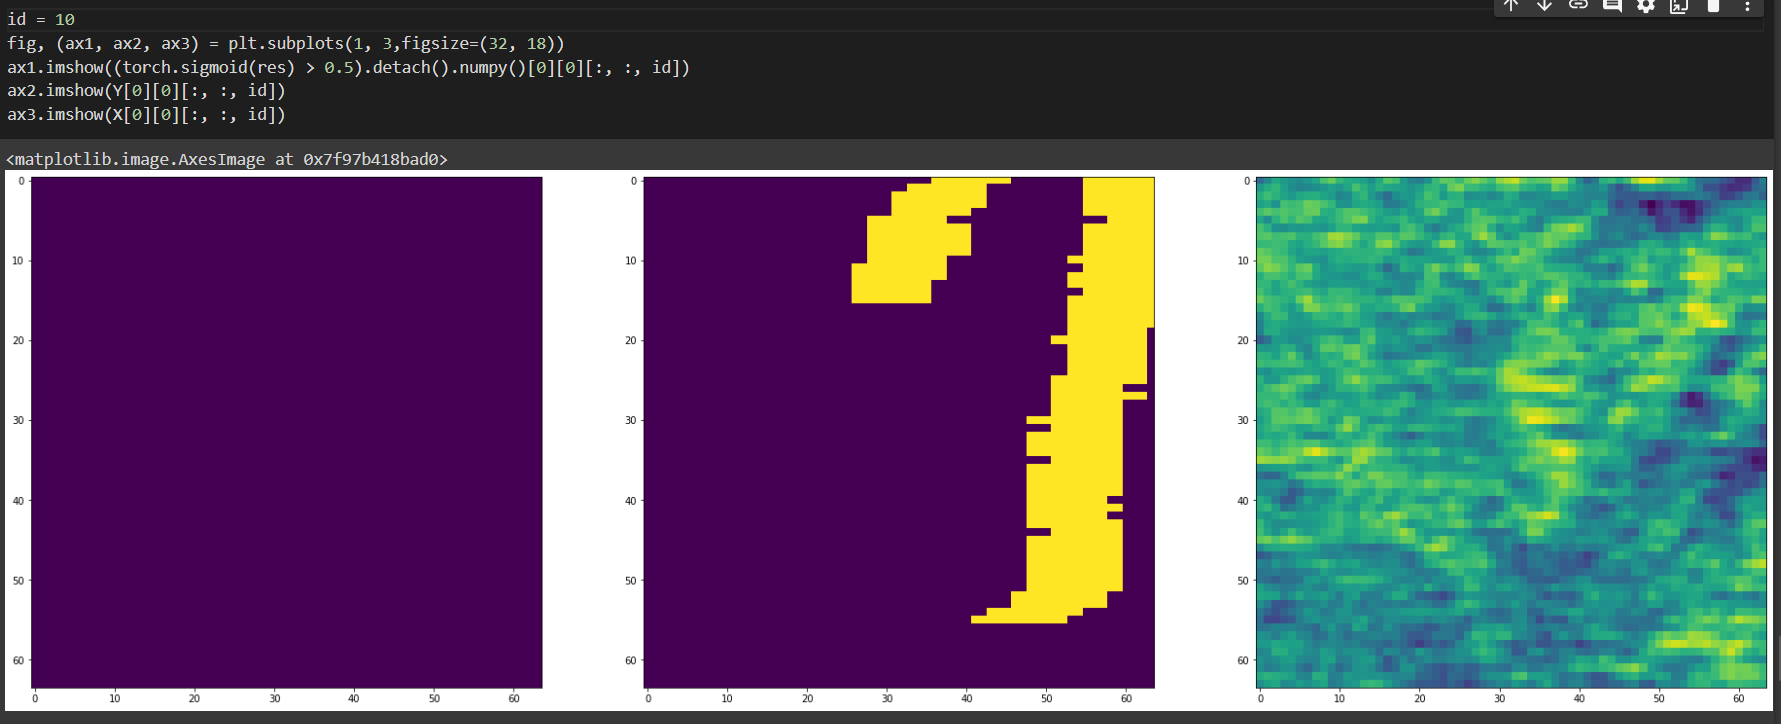 id = 10
fig, (ax1, ax2, ax3) = plt.subplots(1, 3,figsize=(32, 18))
ax1.imshow((torch.sigmoid(res) > 0.5).detach().numpy()[0][0][:, :, id])
ax2.imshow(Y[0][0][:, :, id])
ax3.imshow(X[0][0][:, :, id])
<matplotlib.image.AxesImage at 0x7f97b418bad0>
0
10
20
30
40
50
60
0 10 20 30 40 50 60
0
10
20
30
40
50
60
0 10 20 30 40 50 60
0
10
20
30
40
50
60
0 10 20 30 40 50 60